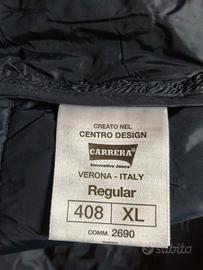 CREATO NEL
CENTRO DESIGN
CARRERA
Innovative Jeans
VERONA - ITALY
Regular
408 XL
COMM. 2690
subito